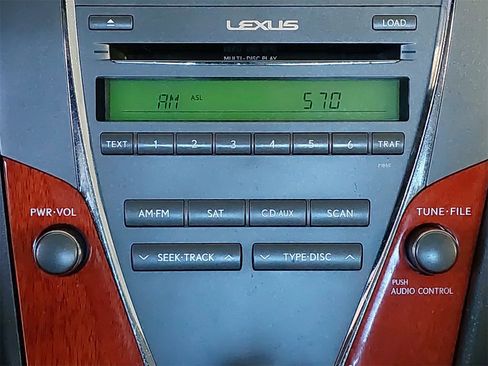 LEXUS
LOAD
MULTI-DISC PLAY
AM ASL 570
TEXT 1 2 3 4 5 6 TRAF
PWR•VOL
AM•FM SAT CD•AUX SCAN
TUNE•FILE
SEEK•TRACK TYPE•DISC
PUSH
AUDIO CONTROL